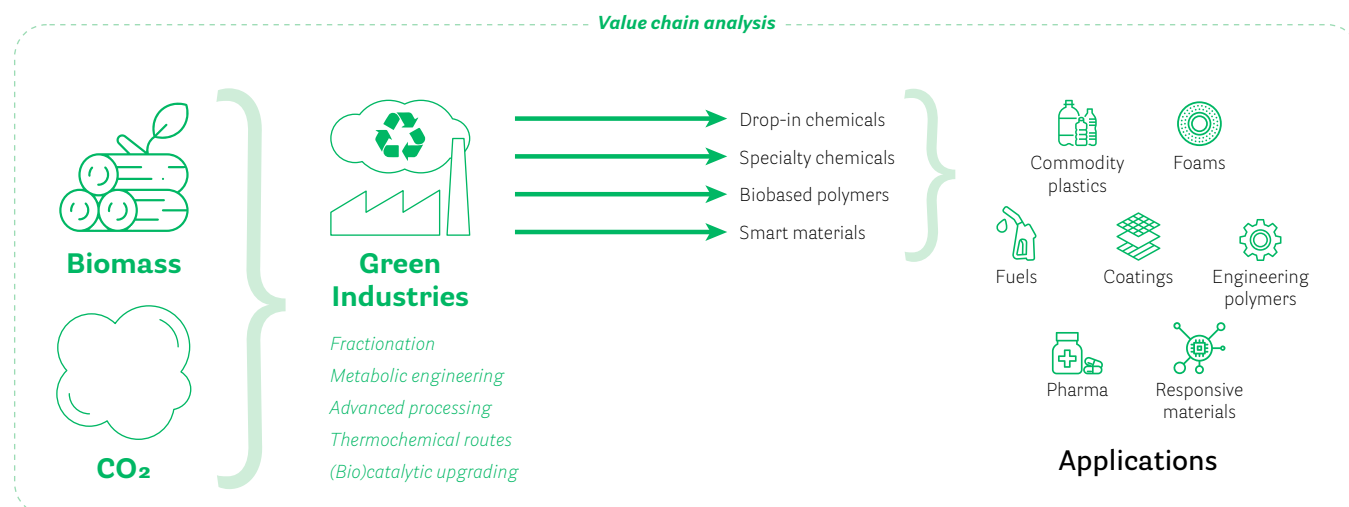 Value chain analysis
Biomass
CO₂
Green
Industries
Fractionation
Metabolic engineering
Advanced processing
Thermochemical routes
(Bio)catalytic upgrading
Drop-in chemicals
Specialty chemicals
Biobased polymers
Smart materials
Commodity
plastics
Foams
Fuels
Coatings
Engineering
polymers
Pharma
Responsive
materials
Applications